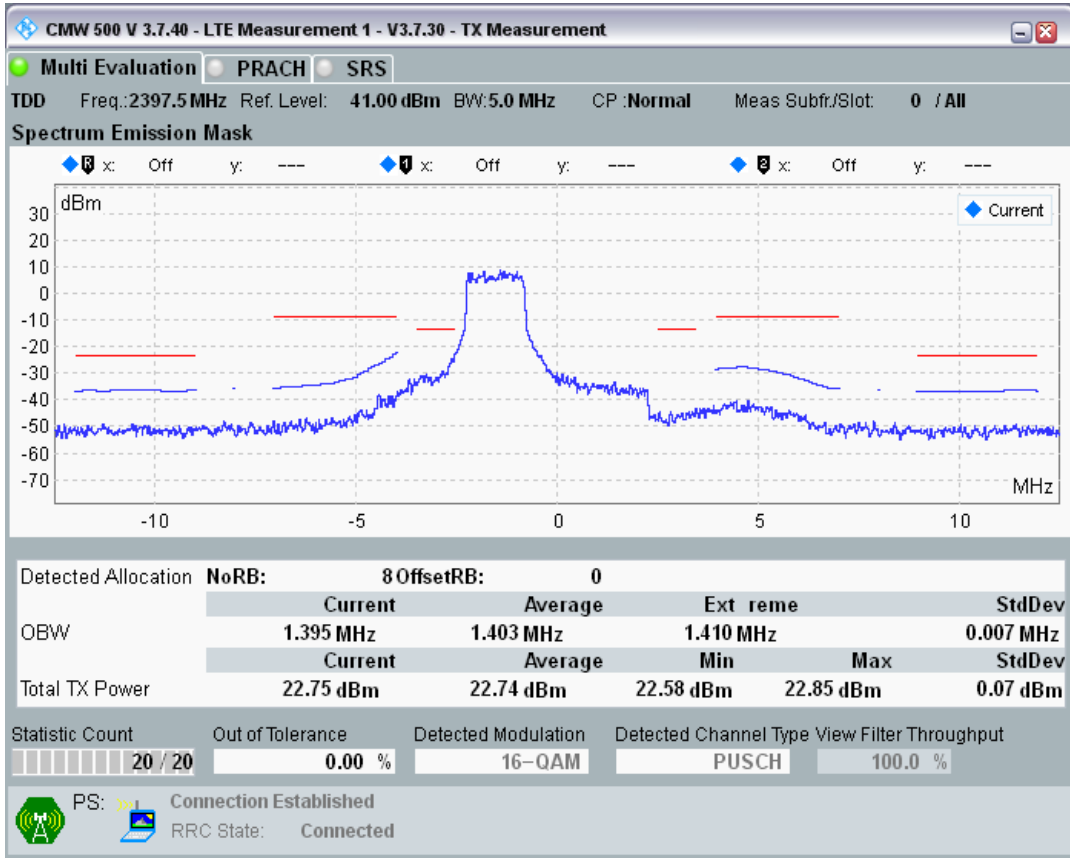 CMW 500 V 3.7.40 - LTE Measurement 1 - V3.7.30 - TX Measurement
Multi Evaluation PRACH SRS
TDD Freq.:2397.5 MHz Ref. Level: 41.00 dBm BW:5.0 MHz CP :Normal Meas Subfr./Slot: 0 / All
Spectrum Emission Mask
R x: Off y: --- 1 x: Off y: --- 2 x: Off y: ---
dBm
Current
30
20
10
0
-10
-20
-30
-40
-50
-60
-70
MHz
-10 -5 0 5 10
Detected Allocation NoRB: 8 OffsetRB: 0
Current Average Ext reme StdDev
OBW 1.395 MHz 1.403 MHz 1.410 MHz 0.007 MHz
Current Average Min Max StdDev
Total TX Power 22.75 dBm 22.74 dBm 22.58 dBm 22.85 dBm 0.07 dBm
Statistic Count Out of Tolerance Detected Modulation Detected Channel Type View Filter Throughput
20 / 20 0.00 % 16-QAM PUSCH 100.0 %
PS: Connection Established
RRC State: Connected